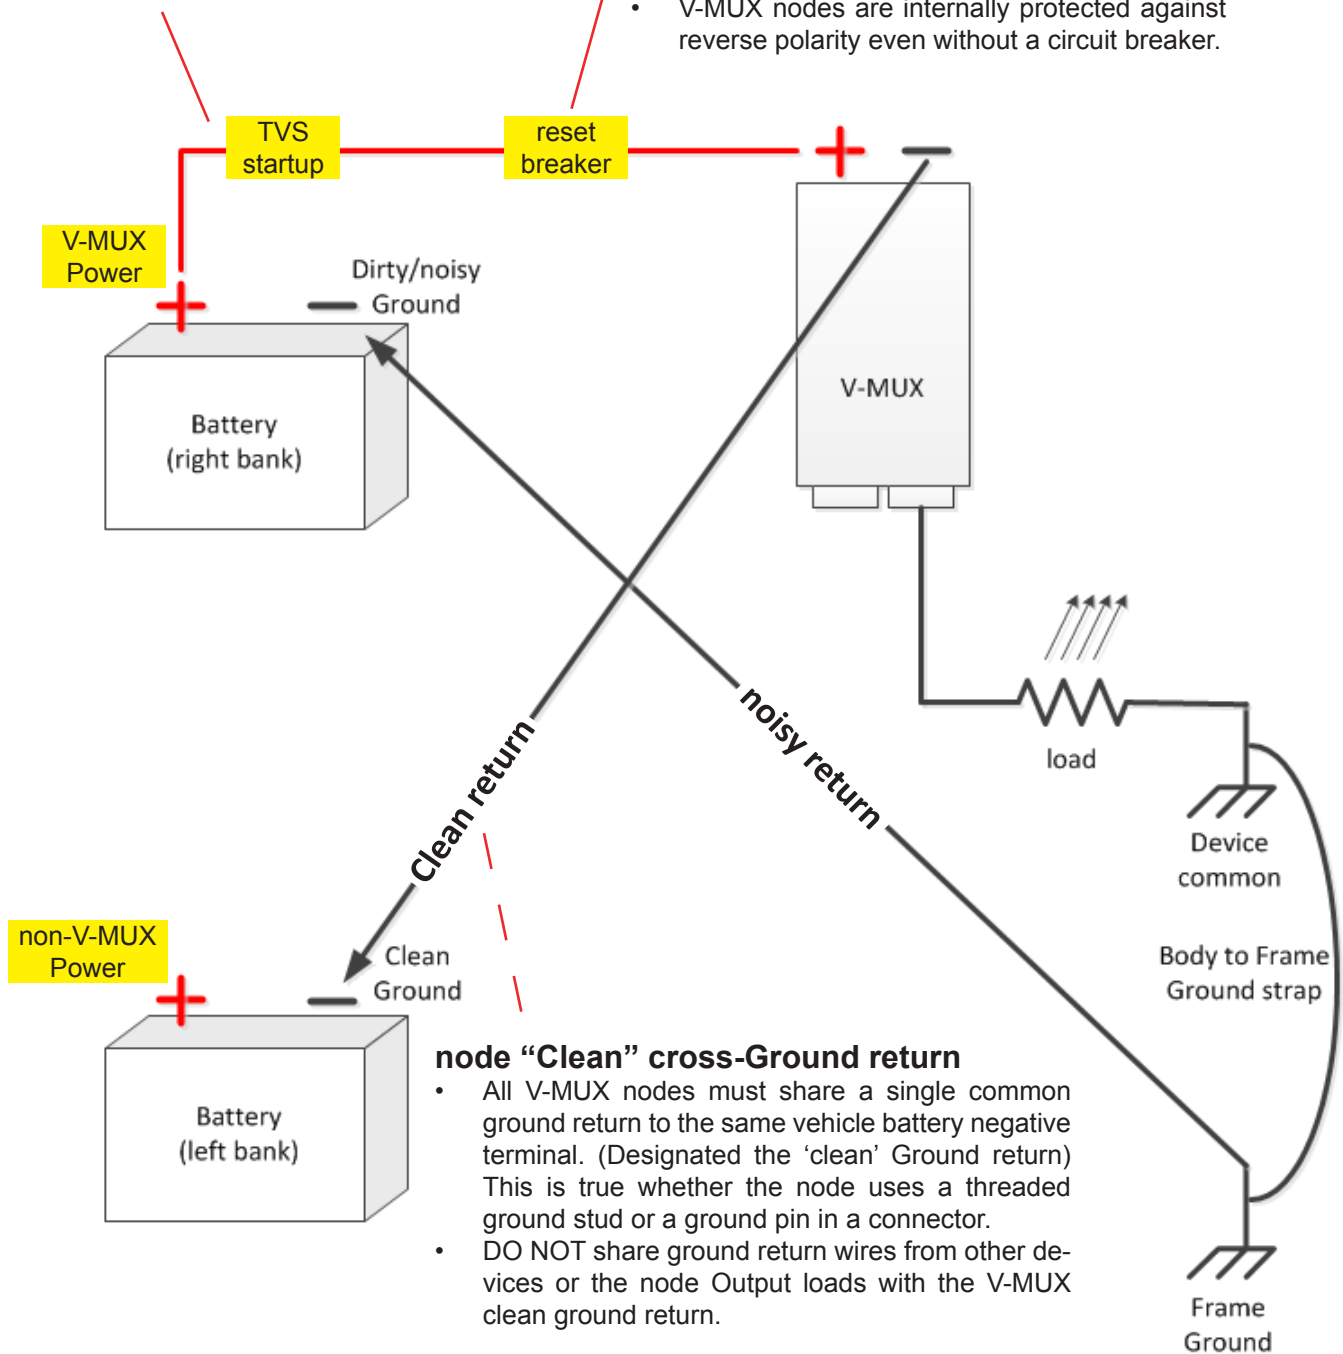 • V-MUX nodes are internally protected against
reverse polarity even without a circuit breaker.
TVS
startup
reset
breaker
V-MUX
Power
Dirty/noisy
Ground
Battery
(right bank)
V-MUX
load
noisy return
Clean return
Device
common
Body to Frame
Ground strap
non-V-MUX
Power
Clean
Ground
Battery
(left bank)
node “Clean” cross-Ground return
• All V-MUX nodes must share a single common
ground return to the same vehicle battery negative
terminal. (Designated the ‘clean’ Ground return)
This is true whether the node uses a threaded
ground stud or a ground pin in a connector.
• DO NOT share ground return wires from other de-
vices or the node Output loads with the V-MUX
clean ground return.
Frame
Ground